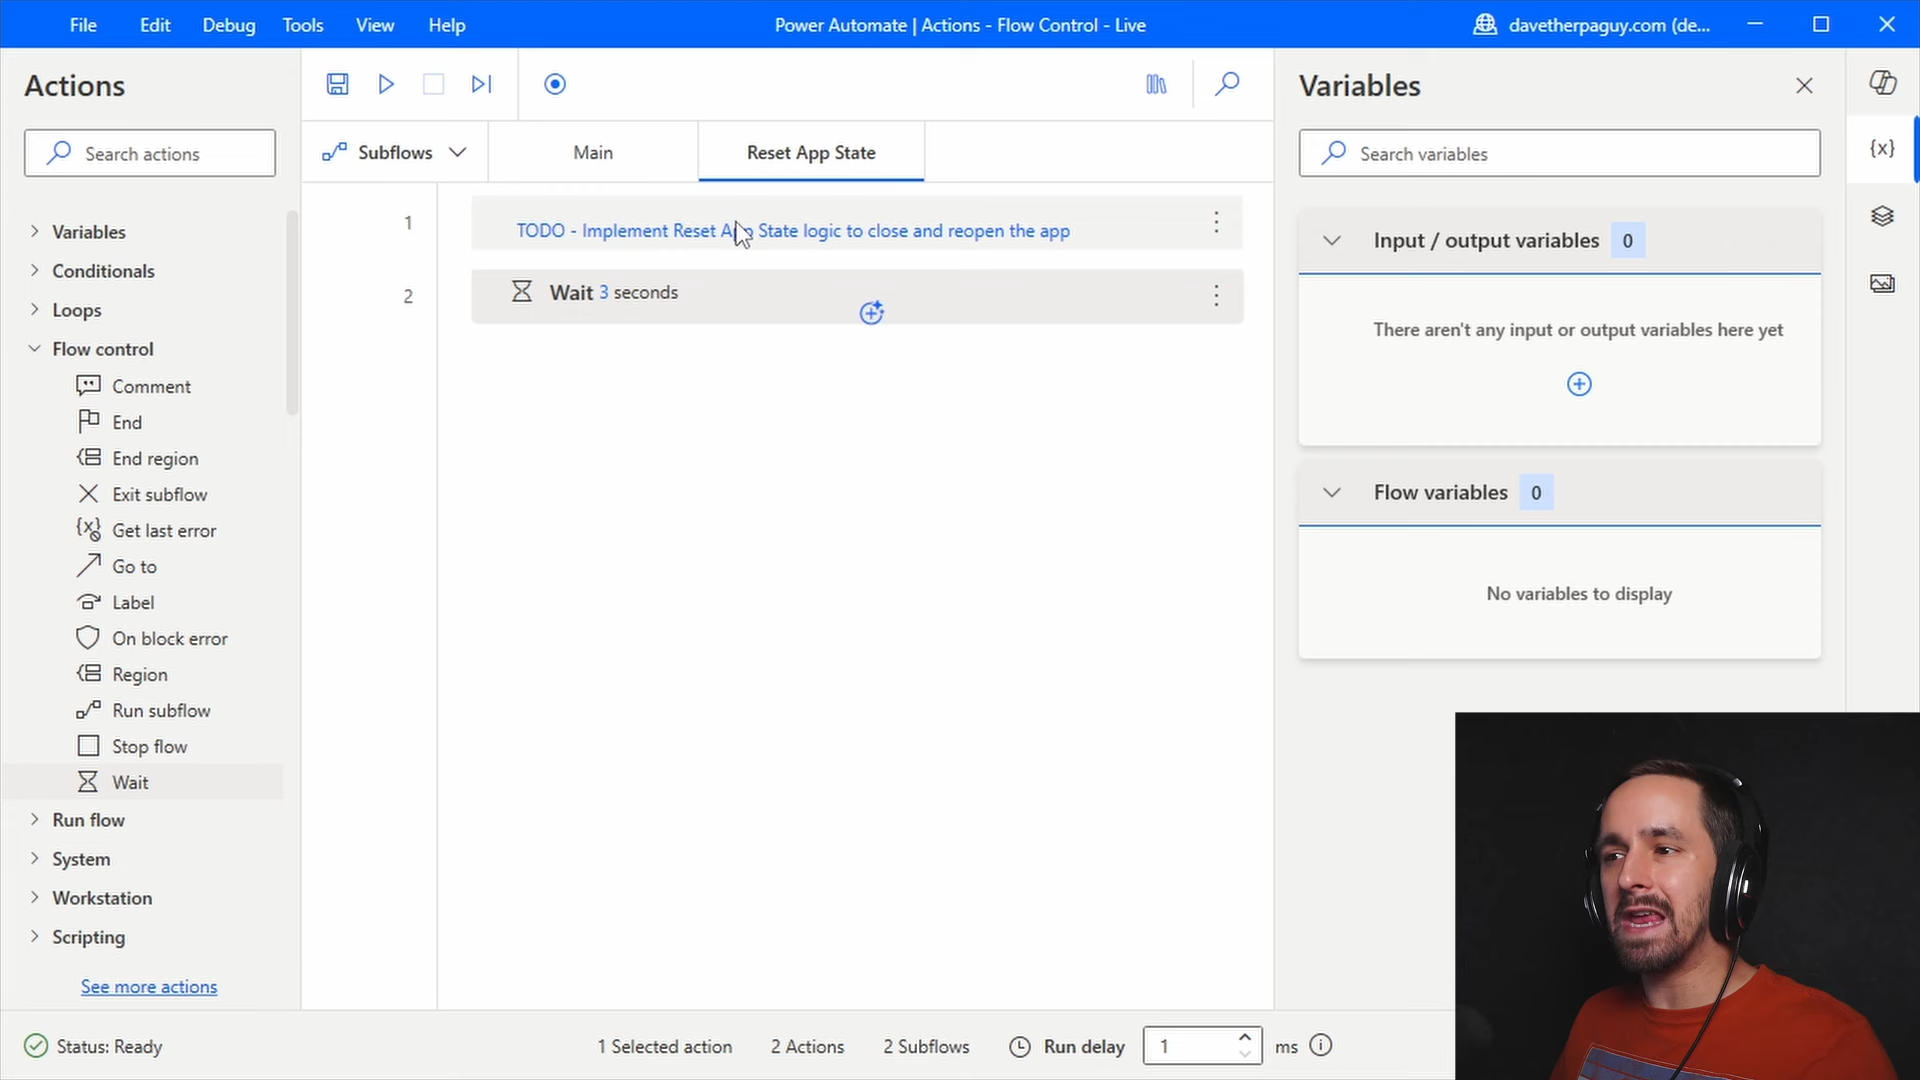 File Edit Debug Tools View Help
Power Automate | Actions - Flow Control - Live
davetherpaguy.com (de...
Actions
Search actions
Variables
Conditionals
Loops
Flow control
Comment
End
End region
Exit subflow
Get last error
Go to
Label
On block error
Region
Run subflow
Stop flow
Wait
Run flow
System
Workstation
Scripting
See more actions
Subflows
Main
Reset App State
1
TODO - Implement Reset App State logic to close and reopen the app
2
Wait 3 seconds
Variables
{x}
Search variables
Input / output variables 0
There aren't any input or output variables here yet
Flow variables 0
No variables to display
Status: Ready
1 Selected action
2 Actions
2 Subflows
Run delay
1
ms